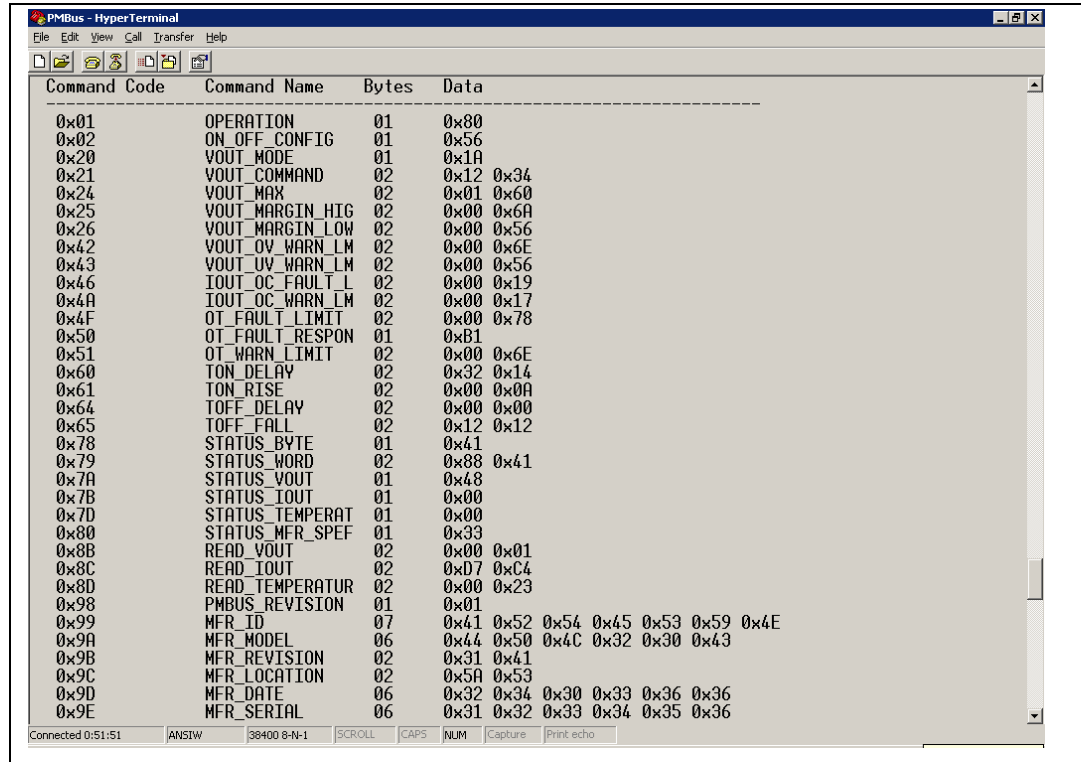 PMBus - HyperTerminal
File Edit View Call Transfer Help
Command Code Command Name Bytes Data
--------------------------------------------------------------------------
0x01 OPERATION 01 0x80
0x02 ON_OFF_CONFIG 01 0x56
0x20 VOUT_MODE 01 0x1A
0x21 VOUT_COMMAND 02 0x12 0x34
0x24 VOUT_MAX 02 0x01 0x60
0x25 VOUT_MARGIN_HIG 02 0x00 0x6A
0x26 VOUT_MARGIN_LOW 02 0x00 0x56
0x42 VOUT_OV_WARN_LM 02 0x00 0x6E
0x43 VOUT_UV_WARN_LM 02 0x00 0x56
0x46 IOUT_OC_FAULT_L 02 0x00 0x19
0x4A IOUT_OC_WARN_LM 02 0x00 0x17
0x4F OT_FAULT_LIMIT 02 0x00 0x78
0x50 OT_FAULT_RESPON 01 0xB1
0x51 OT_WARN_LIMIT 02 0x00 0x6E
0x60 TON_DELAY 02 0x32 0x14
0x61 TON_RISE 02 0x00 0x0A
0x64 TOFF_DELAY 02 0x00 0x00
0x65 TOFF_FALL 02 0x12 0x12
0x78 STATUS_BYTE 01 0x41
0x79 STATUS_WORD 02 0x88 0x41
0x7A STATUS_VOUT 01 0x48
0x7B STATUS_IOUT 01 0x00
0x7D STATUS_TEMPERAT 01 0x00
0x80 STATUS_MFR_SPEF 01 0x33
0x8B READ_VOUT 02 0x00 0x01
0x8C READ_IOUT 02 0xD7 0xC4
0x8D READ_TEMPERATUR 02 0x00 0x23
0x98 PMBUS_REVISION 01 0x01
0x99 MFR_ID 07 0x41 0x52 0x54 0x45 0x53 0x59 0x4E
0x9A MFR_MODEL 06 0x44 0x50 0x4C 0x32 0x30 0x43
0x9B MFR_REVISION 02 0x31 0x41
0x9C MFR_LOCATION 02 0x5A 0x53
0x9D MFR_DATE 06 0x32 0x34 0x30 0x33 0x36 0x36
0x9E MFR_SERIAL 06 0x31 0x32 0x33 0x34 0x35 0x36
Connected 0:51:51 ANSIW 38400 8-N-1 SCROLL CAPS NUM Capture Print echo